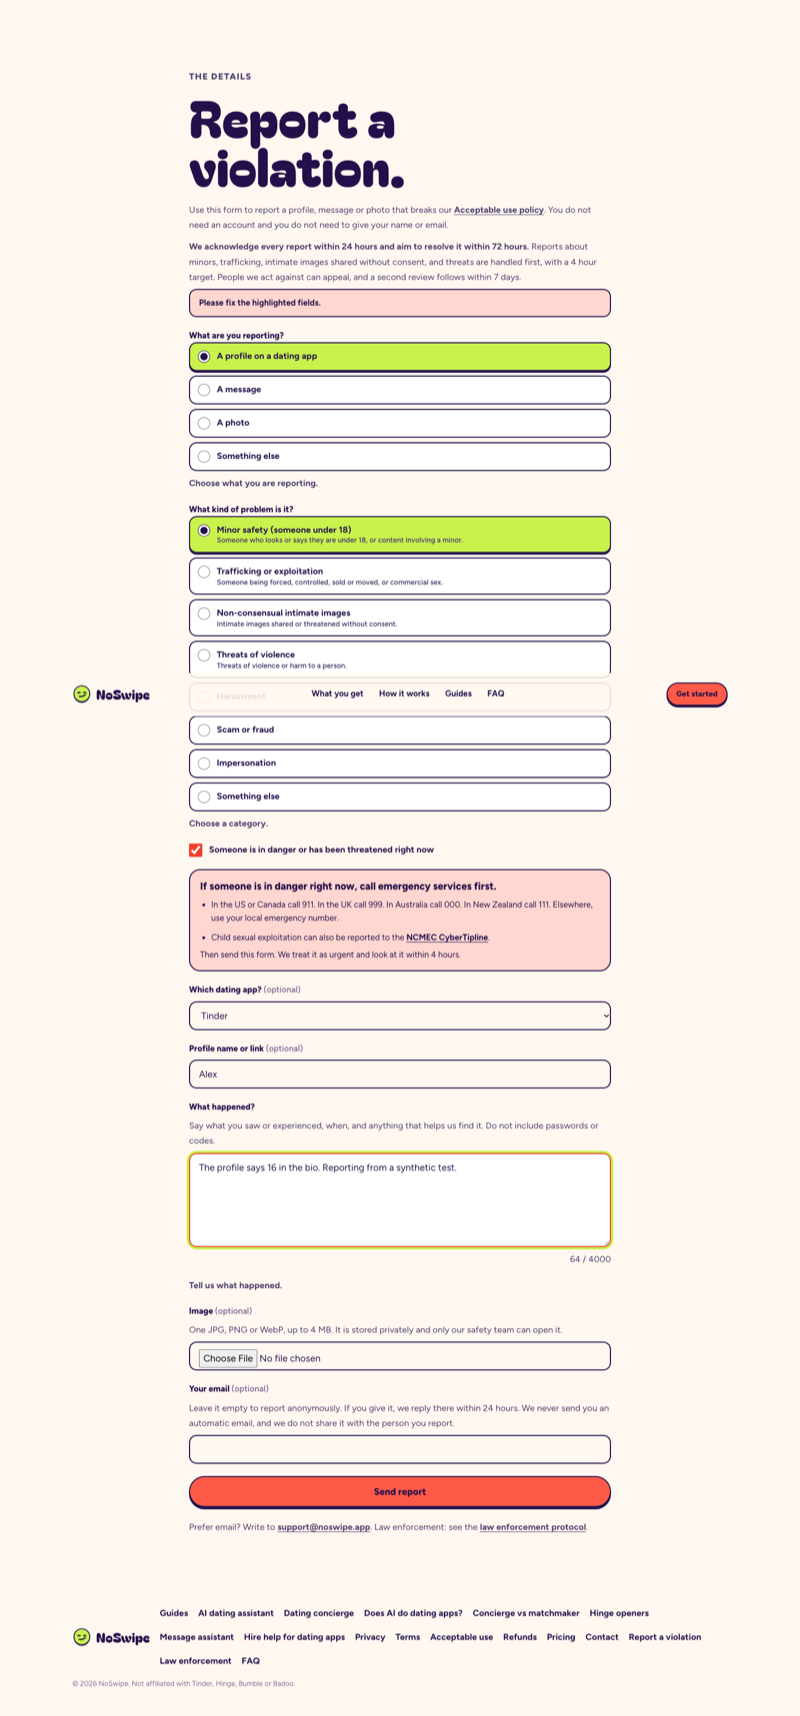 THE DETAILS
Report a
violation.
Use this form to report a profile, message or photo that breaks our Acceptable use policy. You do not
need an account and you do not need to give your name or email.
We acknowledge every report within 24 hours and aim to resolve it within 72 hours. Reports about
minors, trafficking, intimate images shared without consent, and threats are handled first, with a 4 hour
target. People we act against can appeal, and a second review follows within 7 days.
Please fix the highlighted fields.
What are you reporting?
A profile on a dating app
A message
A photo
Something else
Choose what you are reporting.
What kind of problem is it?
Minor safety (someone under 18)
Someone who looks or says they are under 18, or content involving a minor.
Trafficking or exploitation
Someone being forced, controlled, sold or moved, or commercial sex.
Non-consensual intimate images
Intimate images shared or threatened without consent.
Threats of violence
Threats of violence or harm to a person.
NoSwipe Harassment What you get How it works Guides FAQ Get started
Scam or fraud
Impersonation
Something else
Choose a category.
Someone is in danger or has been threatened right now
If someone is in danger right now, call emergency services first.
• In the US or Canada call 911. In the UK call 999. In Australia call 000. In New Zealand call 111. Elsewhere,
use your local emergency number.
• Child sexual exploitation can also be reported to the NCMEC CyberTipline.
Then send this form. We treat it as urgent and look at it within 4 hours.
Which dating app? (optional)
Tinder
Profile name or link (optional)
Alex
What happened?
Say what you saw or experienced, when, and anything that helps us find it. Do not include passwords or
codes.
The profile says 16 in the bio. Reporting from a synthetic test.
64 / 4000
Tell us what happened.
Image (optional)
One JPG, PNG or WebP, up to 4 MB. It is stored privately and only our safety team can open it.
Choose File No file chosen
Your email (optional)
Leave it empty to report anonymously. If you give it, we reply there within 24 hours. We never send you an
automatic email, and we do not share it with the person you report.
Send report
Prefer email? Write to support@noswipe.app. Law enforcement: see the law enforcement protocol.
Guides AI dating assistant Dating concierge Does AI do dating apps? Concierge vs matchmaker Hinge openers
NoSwipe Message assistant Hire help for dating apps Privacy Terms Acceptable use Refunds Pricing Contact Report a violation
Law enforcement FAQ
© 2026 NoSwipe. Not affiliated with Tinder, Hinge, Bumble or Badoo.